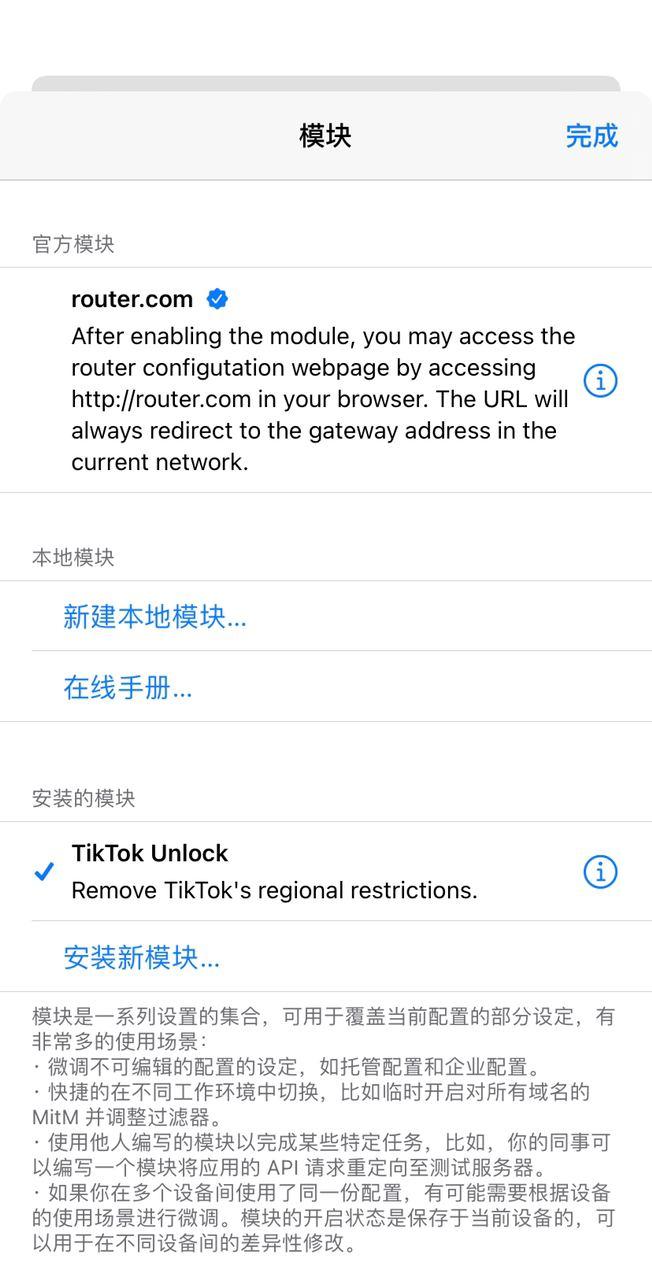 模块
完成
官方模块
router.com
After enabling the module, you may access the
router configutation webpage by accessing
http://router.com in your browser. The URL will
always redirect to the gateway address in the
current network.
本地模块
新建本地模块...
在线手册...
安装的模块
TikTok Unlock
Remove TikTok's regional restrictions.
安装新模块...
模块是一系列设置的集合，可用于覆盖当前配置的部分设定，有
非常多的使用场景：
· 微调不可编辑的配置的设定，如托管配置和企业配置。
· 快捷的在不同工作环境中切换，比如临时开启对所有域名的
MitM 并调整过滤器。
· 使用他人编写的模块以完成某些特定任务，比如，你的同事可
以编写一个模块将应用的 API 请求重定向至测试服务器。
· 如果你在多个设备间使用了同一份配置，有可能需要根据设备
的使用场景进行微调。模块的开启状态是保存于当前设备的，可
以用于在不同设备间的差异性修改。